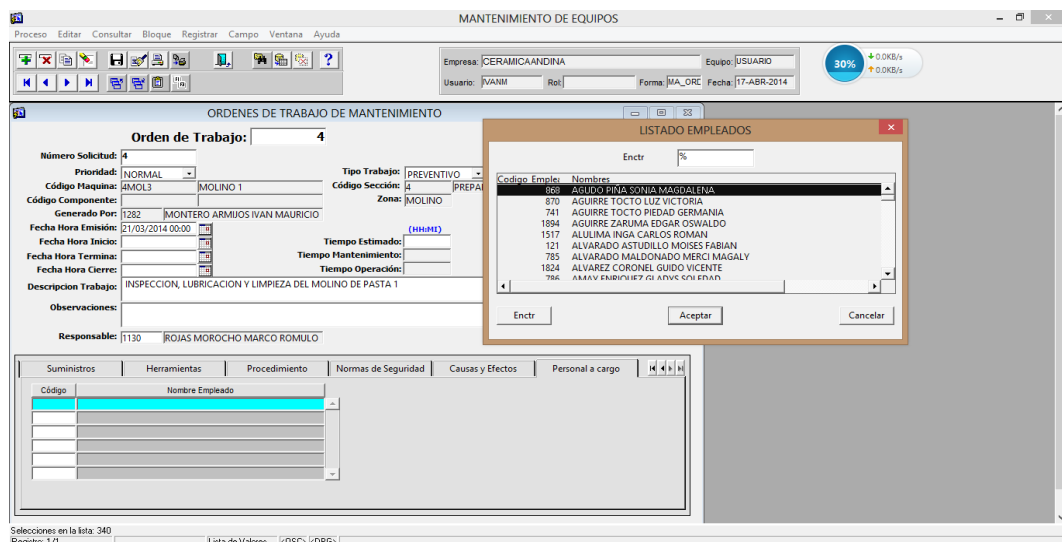 MANTENIMIENTO DE EQUIPOS
Proceso Editar Consultar Bloque Registrar Campo Ventana Ayuda
Empresa: CERAMICAANDINA Equipo: USUARIO
Usuario: IVANM Rol: Forma: MA_ORD Fecha: 17-ABR-2014
30% 0.0KB/s
0.0KB/s
ORDENES DE TRABAJO DE MANTENIMIENTO
Orden de Trabajo: 4
Número Solicitud: 4
Prioridad: NORMAL Tipo Trabajo: PREVENTIVO
Código Maquina: 4MOL3 MOLINO 1 Código Sección: 4 PREPA
Código Componente: Zona: MOLINO
Generado Por: 1282 MONTERO ARMIJOS IVAN MAURICIO
Fecha Hora Emisión: 21/03/2014 00:00 (HH:MI)
Fecha Hora Inicio: Tiempo Estimado:
Fecha Hora Termina: Tiempo Mantenimiento:
Fecha Hora Cierre: Tiempo Operación:
Descripcion Trabajo: INSPECCION, LUBRICACION Y LIMPIEZA DEL MOLINO DE PASTA 1
Observaciones:
Responsable: 1130 ROJAS MOROCHO MARCO ROMULO
Suministros Herramientas Procedimiento Normas de Seguridad Causas y Efectos Personal a cargo
Código Nombre Empleado
LISTADO EMPLEADOS
Enctr %
Codigo Emplea Nombres
868 AGUDO PIÑA SONIA MAGDALENA
870 AGUIRRE TOCTO LUZ VICTORIA
741 AGUIRRE TOCTO PIEDAD GERMANIA
1894 AGUIRRE ZARUMA EDGAR OSWALDO
1517 ALULIMA INGA CARLOS ROMAN
121 ALVARADO ASTUDILLO MOISES FABIAN
785 ALVARADO MALDONADO MERCI MAGALY
1824 ALVAREZ CORONEL GUIDO VICENTE
786 AMAY ENRIQUEZ GLADYS SOLEDAD
Enctr Aceptar Cancelar
Selecciones en la lista: 340
Registro: 1/1 Lista de Valores <OSC> <DBG>